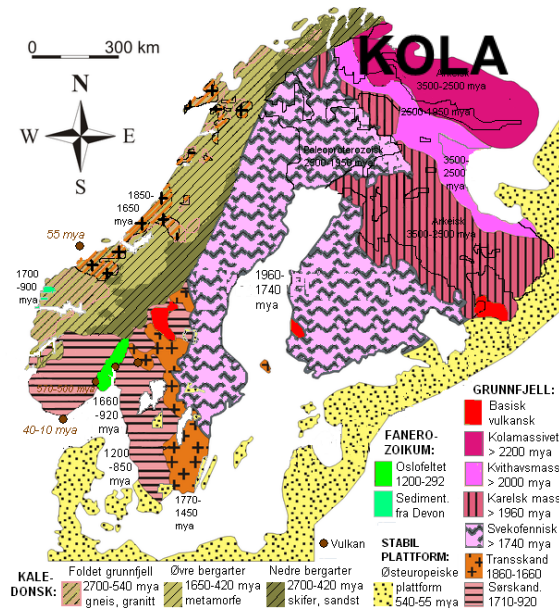 KOLA
0 300 km
N
W E
S
Arkeisk
3500-2500 mya
2500-1950 mya
Paleoproterozoisk
2500-1950 mya
3500-
2500
mya
1850-
1650
mya
Arkeisk
3500-2500 mya
55 mya
1700
-900
mya
1960-
1740
mya
570-500 mya
40-10 mya
1660
-920
mya
1200
-850
mya
1770-
1450
mya
GRUNNFJELL:
Basisk
vulkansk
Kolamassivet
> 2200 mya
Kvithavsmass
> 2000 mya
Karelsk mass
> 1960 mya
Svekofennisk
> 1740 mya
Transskand
1860-1660
Sørskand.
1710-920
FANERO-
ZOIKUM:
Oslofeltet
1200-292
Sediment.
fra Devon
Vulkan
STABIL
PLATTFORM:
Østeuropeiske
plattform
540-55 mya
KALE-
DONSK:
Foldet grunnfjell
2700-540 mya
gneis, granitt
Øvre bergarter
1650-420 mya
metamorfe
Nedre bergarter
2700-420 mya
skifer, sandst